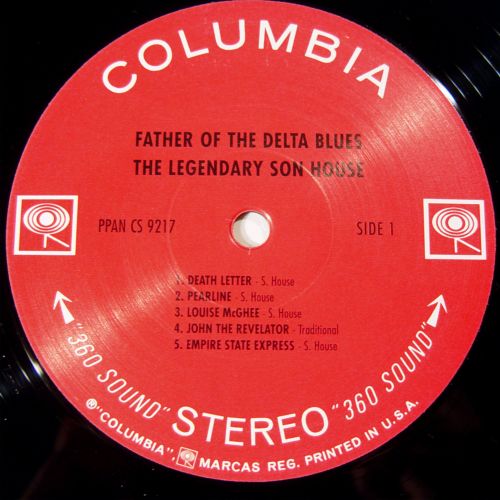 COLUMBIA
FATHER OF THE DELTA BLUES
THE LEGENDARY SON HOUSE
PPAN CS 9217
SIDE 1
1. DEATH LETTER - S. House
2. PEARLINE - S. House
3. LOUISE McGHEE - S. House
4. JOHN THE REVELATOR - Traditional
5. EMPIRE STATE EXPRESS - S. House
"360 SOUND" STEREO "360 SOUND"
®"COLUMBIA", MARCAS REG. PRINTED IN U.S.A.